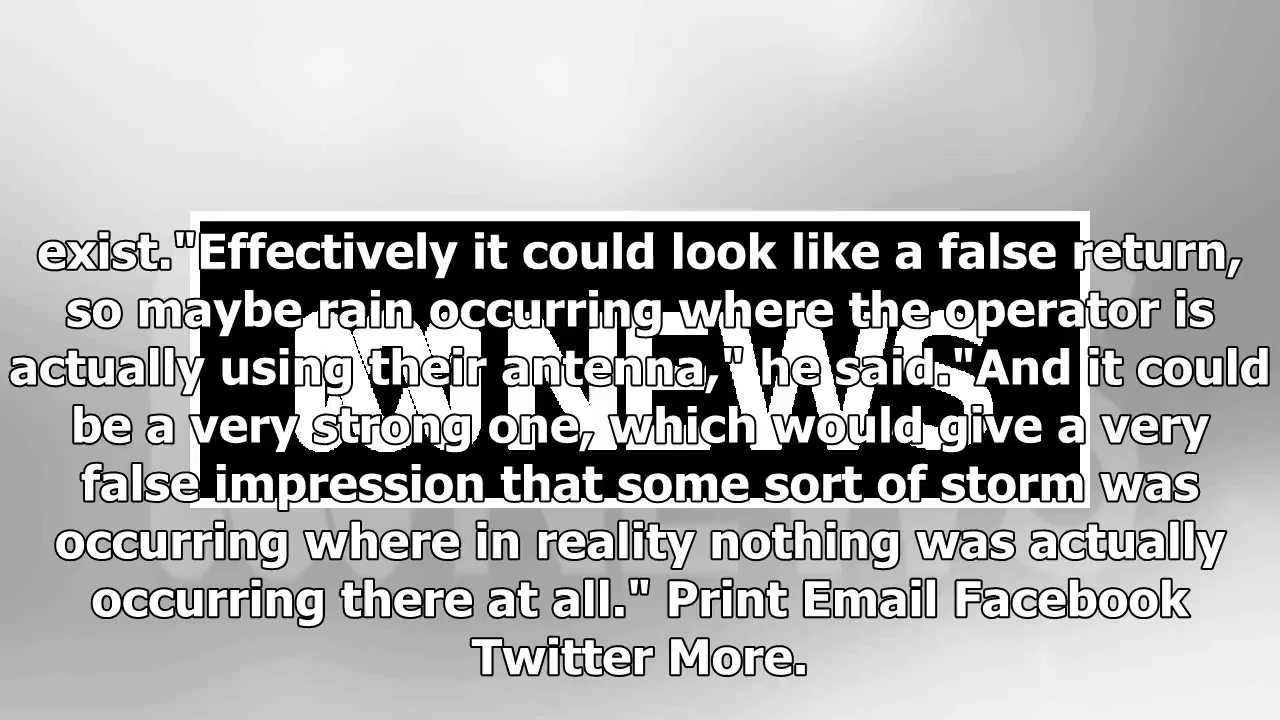 exist."Effectively it could look like a false return,
so maybe rain occurring where the operator is
actually using their antenna," he said."And it could
be a very strong one, which would give a very
false impression that some sort of storm was
occurring where in reality nothing was actually
occurring there at all." Print Email Facebook
Twitter More.
NEWS